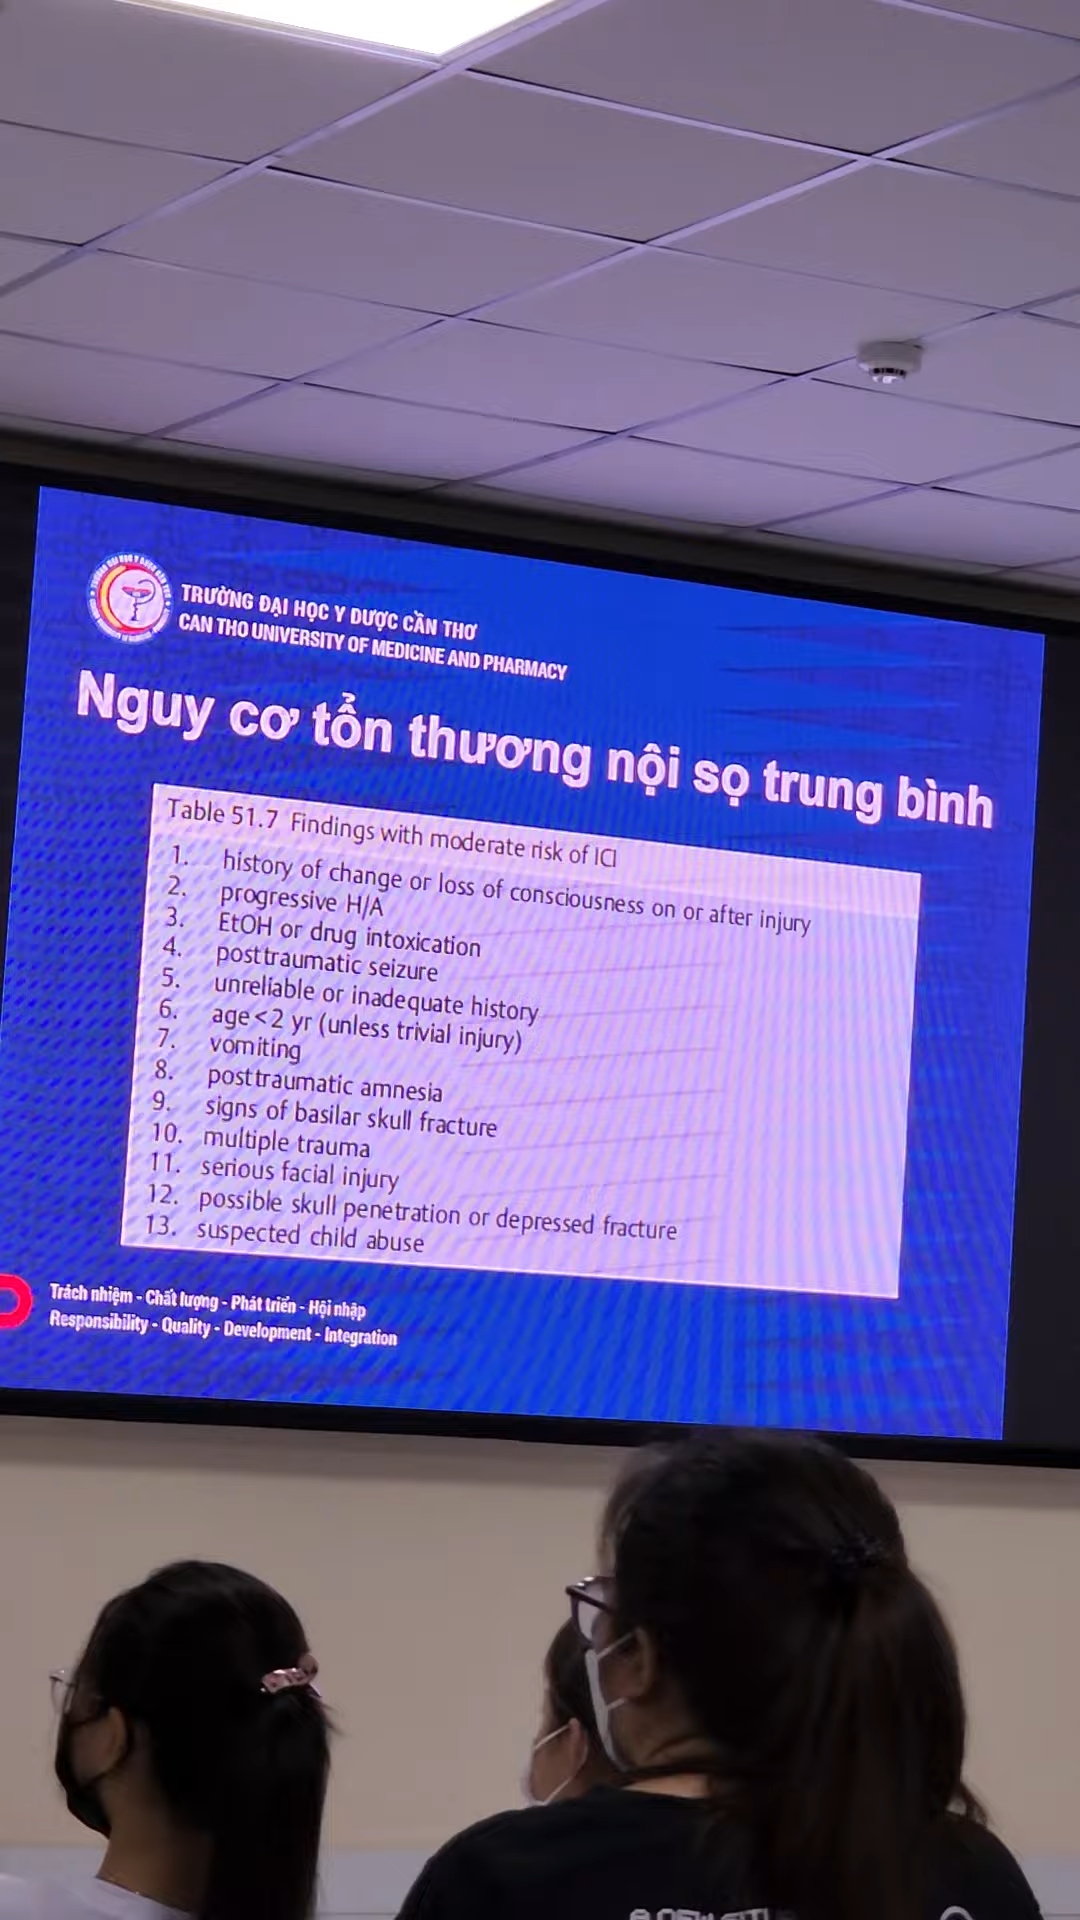 TRƯỜNG ĐẠI HỌC Y DƯỢC CẦN THƠ
CAN THO UNIVERSITY OF MEDICINE AND PHARMACY
Nguy cơ tổn thương nội sọ trung bình
Table 51.7 Findings with moderate risk of ICI
1. history of change or loss of consciousness on or after injury
2. progressive H/A
3. EtOH or drug intoxication
4. posttraumatic seizure
5. unreliable or inadequate history
6. age<2 yr (unless trivial injury)
7. vomiting
8. posttraumatic amnesia
9. signs of basilar skull fracture
10. multiple trauma
11. serious facial injury
12. possible skull penetration or depressed fracture
13. suspected child abuse
Trách nhiệm - Chất lượng - Phát triển - Hội nhập
Responsibility - Quality - Development - Integration